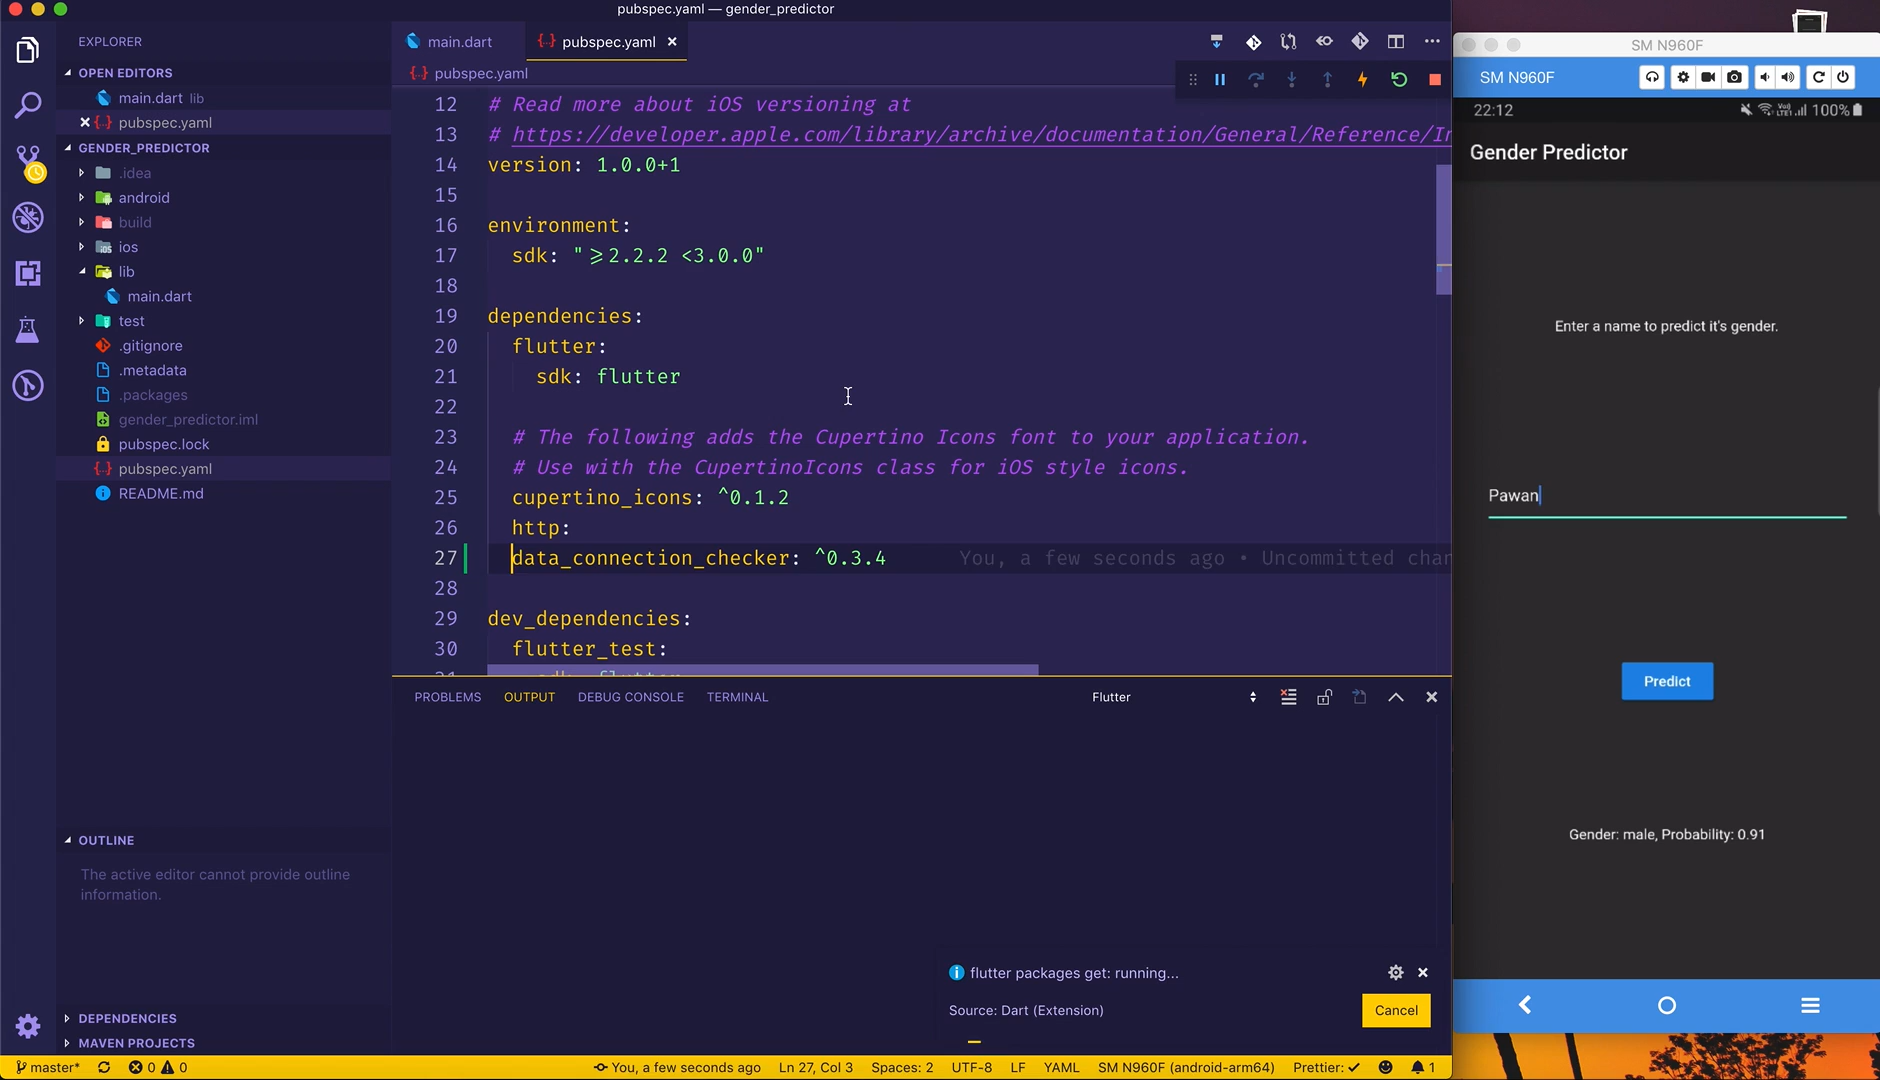 pubspec.yaml — gender_predictor
EXPLORER
OPEN EDITORS
main.dart lib
pubspec.yaml
GENDER_PREDICTOR
.idea
android
build
ios
lib
main.dart
test
.gitignore
.metadata
.packages
gender_predictor.iml
pubspec.lock
pubspec.yaml
README.md
OUTLINE
The active editor cannot provide outline
information.
DEPENDENCIES
MAVEN PROJECTS
main.dart
pubspec.yaml
pubspec.yaml
12 # Read more about iOS versioning at
13 # https://developer.apple.com/library/archive/documentation/General/Reference/In
14 version: 1.0.0+1
15
16 environment:
17 sdk: ">=2.2.2 <3.0.0"
18
19 dependencies:
20 flutter:
21 sdk: flutter
22
23 # The following adds the Cupertino Icons font to your application.
24 # Use with the CupertinoIcons class for iOS style icons.
25 cupertino_icons: ^0.1.2
26 http:
27 data_connection_checker: ^0.3.4 You, a few seconds ago • Uncommitted chan
28
29 dev_dependencies:
30 flutter_test:
31 sdk: flutter
PROBLEMS OUTPUT DEBUG CONSOLE TERMINAL Flutter
flutter packages get: running...
Source: Dart (Extension) Cancel
master* 0 0 You, a few seconds ago Ln 27, Col 3 Spaces: 2 UTF-8 LF YAML SM N960F (android-arm64) Prettier: ✓ 1
SM N960F
SM N960F
22:12 100%
Gender Predictor
Enter a name to predict it's gender.
Pawan
Predict
Gender: male, Probability: 0.91